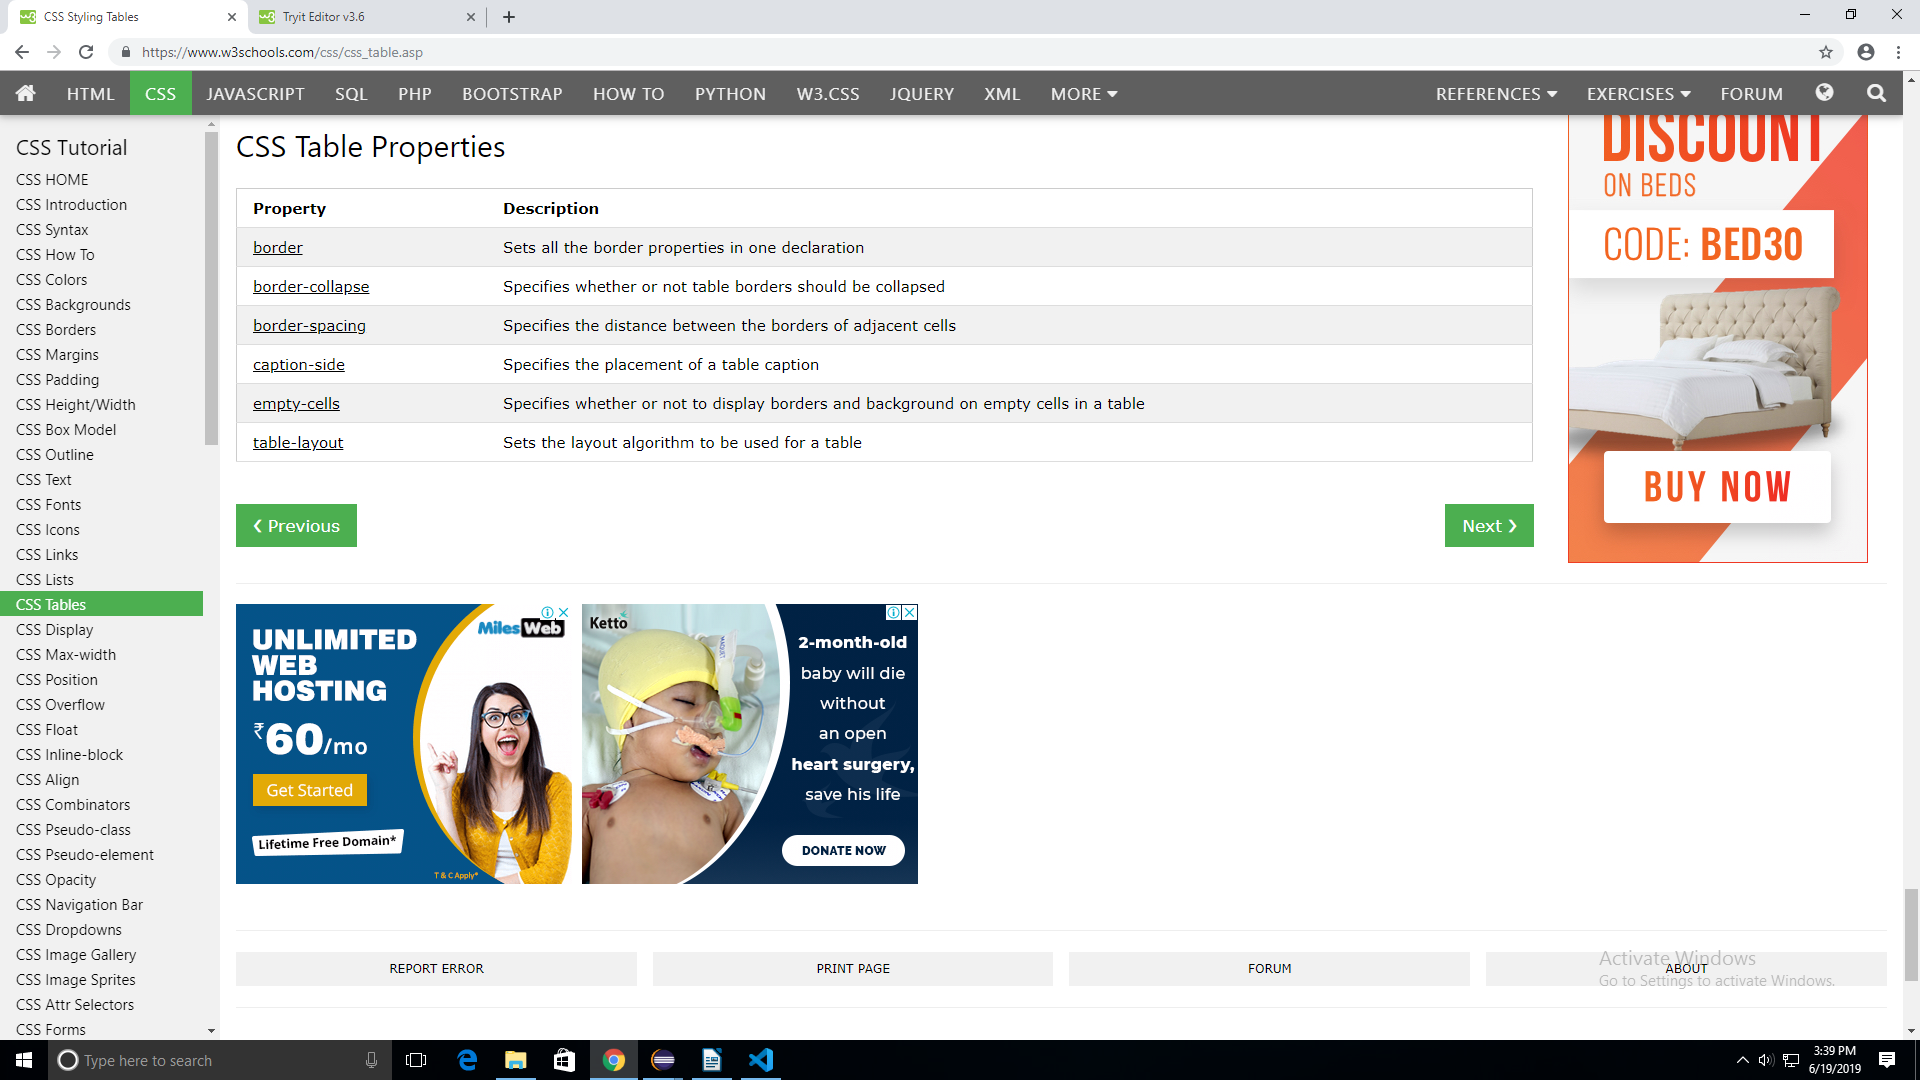 CSS Styling Tables
Tryit Editor v3.6
https://www.w3schools.com/css/css_table.asp
HTML
CSS
JAVASCRIPT
SQL
PHP
BOOTSTRAP
HOW TO
PYTHON
W3.CSS
JQUERY
XML
MORE
REFERENCES
EXERCISES
FORUM
CSS Tutorial
CSS HOME
CSS Introduction
CSS Syntax
CSS How To
CSS Colors
CSS Backgrounds
CSS Borders
CSS Margins
CSS Padding
CSS Height/Width
CSS Box Model
CSS Outline
CSS Text
CSS Fonts
CSS Icons
CSS Links
CSS Lists
CSS Tables
CSS Display
CSS Max-width
CSS Position
CSS Overflow
CSS Float
CSS Inline-block
CSS Align
CSS Combinators
CSS Pseudo-class
CSS Pseudo-element
CSS Opacity
CSS Navigation Bar
CSS Dropdowns
CSS Image Gallery
CSS Image Sprites
CSS Attr Selectors
CSS Forms
CSS Table Properties
Property Description
border Sets all the border properties in one declaration
border-collapse Specifies whether or not table borders should be collapsed
border-spacing Specifies the distance between the borders of adjacent cells
caption-side Specifies the placement of a table caption
empty-cells Specifies whether or not to display borders and background on empty cells in a table
table-layout Sets the layout algorithm to be used for a table
❮ Previous
Next ❯
DISCOUNT
ON BEDS
CODE: BED30
BUY NOW
MilesWeb
UNLIMITED
WEB
HOSTING
₹60/mo
Get Started
Lifetime Free Domain*
T & C Apply*
Ketto
2-month-old
baby will die
without
an open
heart surgery,
save his life
DONATE NOW
REPORT ERROR
PRINT PAGE
FORUM
ABOUT
Activate Windows
Go to Settings to activate Windows.
Type here to search
3:39 PM
6/19/2019